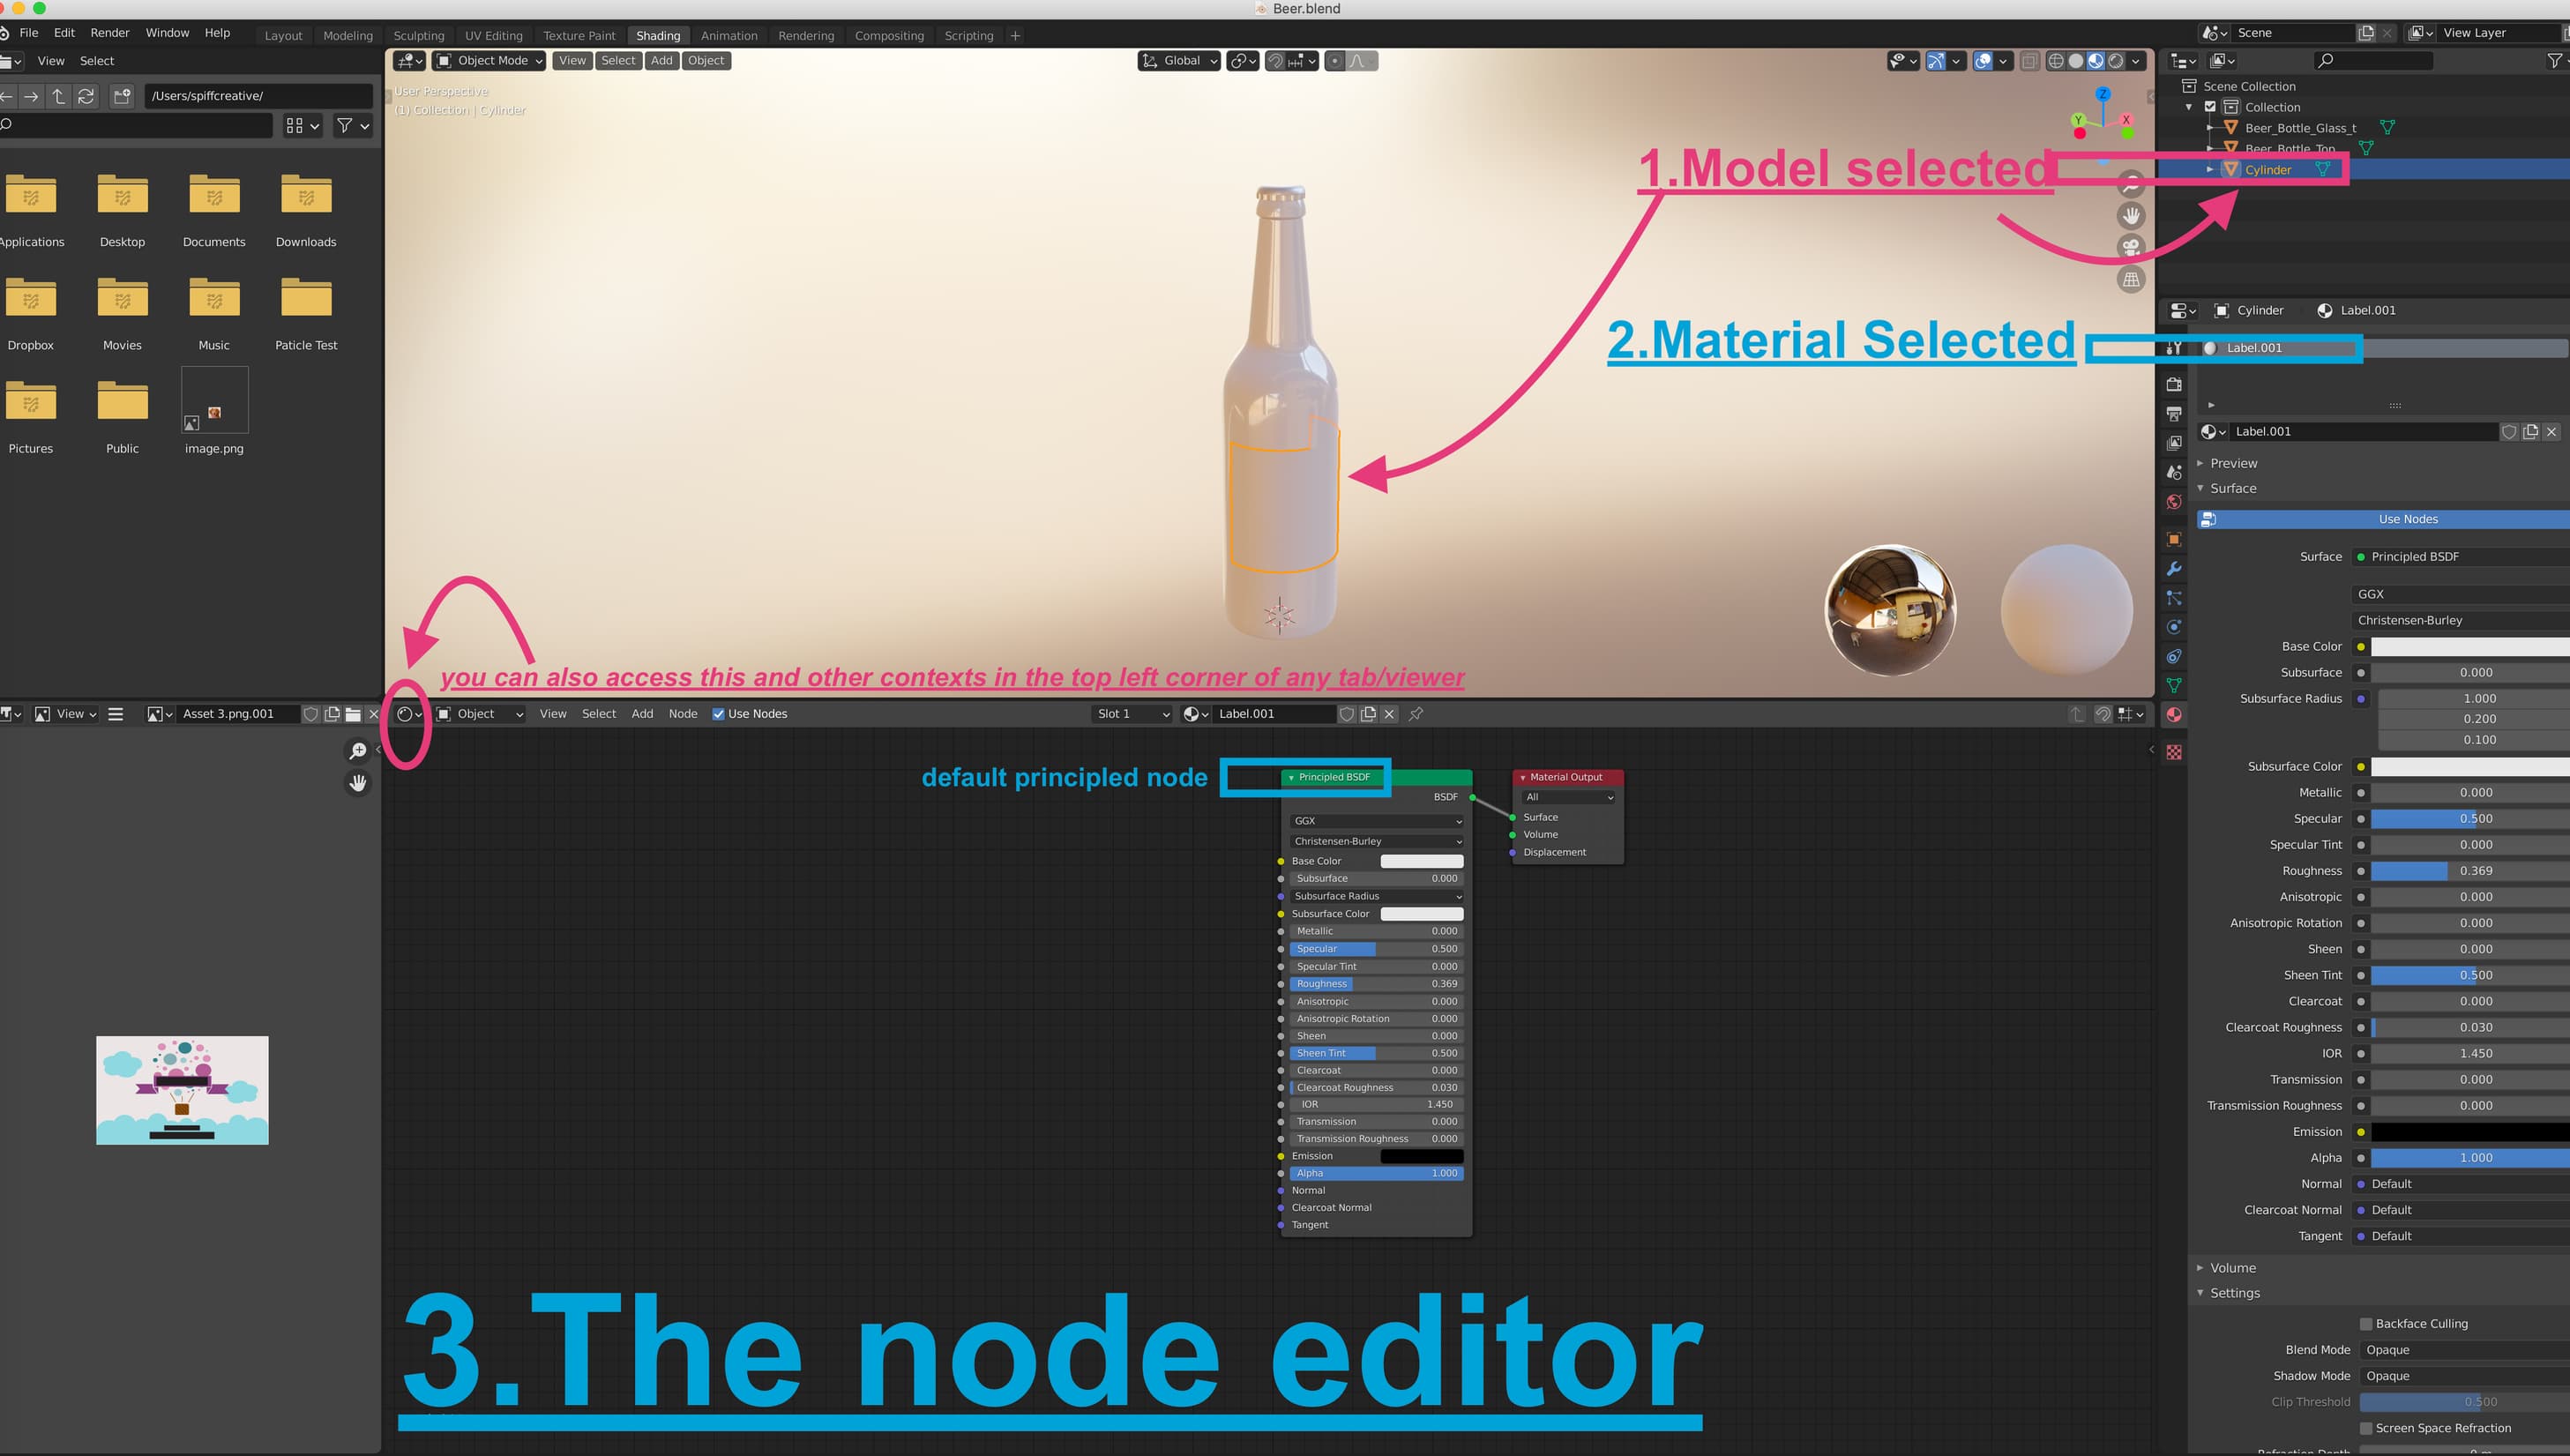 Beer.blend
File Edit Render Window Help
Layout Modeling Sculpting UV Editing Texture Paint Shading Animation Rendering Compositing Scripting +
Scene View Layer
View Select
Object Mode View Select Add Object
Global
/Users/spiffcreative/
User Perspective
(1) Collection | Cylinder
Z
Y X
Scene Collection
Collection
Beer_Bottle_Glass_t
Beer_Bottle_Top
Cylinder
1.Model selected
Applications Desktop Documents Downloads
Dropbox Movies Music Paticle Test
Pictures Public image.png
Cylinder Label.001
2.Material Selected
Label.001
Label.001
Preview
Surface
Use Nodes
Surface Principled BSDF
GGX
Christensen-Burley
Base Color
Subsurface 0.000
Subsurface Radius 1.000
0.200
0.100
Subsurface Color
Metallic 0.000
Specular 0.500
Specular Tint 0.000
Roughness 0.369
Anisotropic 0.000
Anisotropic Rotation 0.000
Sheen 0.000
Sheen Tint 0.500
Clearcoat 0.000
Clearcoat Roughness 0.030
IOR 1.450
Transmission 0.000
Transmission Roughness 0.000
Emission
Alpha 1.000
Normal Default
Clearcoat Normal Default
Tangent Default
Volume
Settings
Backface Culling
Blend Mode Opaque
Shadow Mode Opaque
Clip Threshold 0.500
Screen Space Refraction
you can also access this and other contexts in the top left corner of any tab/viewer
View Asset 3.png.001
Object View Select Add Node Use Nodes Slot 1 Label.001
default principled node
Principled BSDF
BSDF
GGX
Christensen-Burley
Base Color
Subsurface 0.000
Subsurface Radius
Subsurface Color
Metallic 0.000
Specular 0.500
Specular Tint 0.000
Roughness 0.369
Anisotropic 0.000
Anisotropic Rotation 0.000
Sheen 0.000
Sheen Tint 0.500
Clearcoat 0.000
Clearcoat Roughness 0.030
IOR 1.450
Transmission 0.000
Transmission Roughness 0.000
Emission
Alpha 1.000
Normal
Clearcoat Normal
Tangent
Material Output
All
Surface
Volume
Displacement
3.The node editor